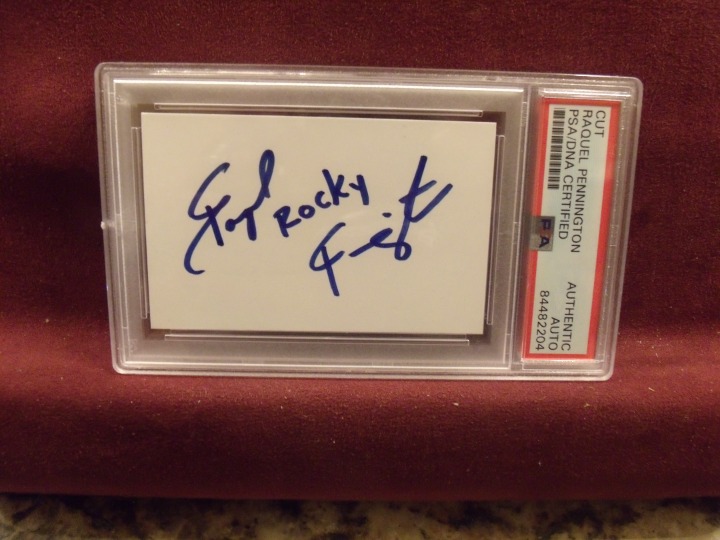 ROCKY
CUT
RAQUEL PENNINGTON
PSA/DNA CERTIFIED
AUTHENTIC
AUTO
84482204